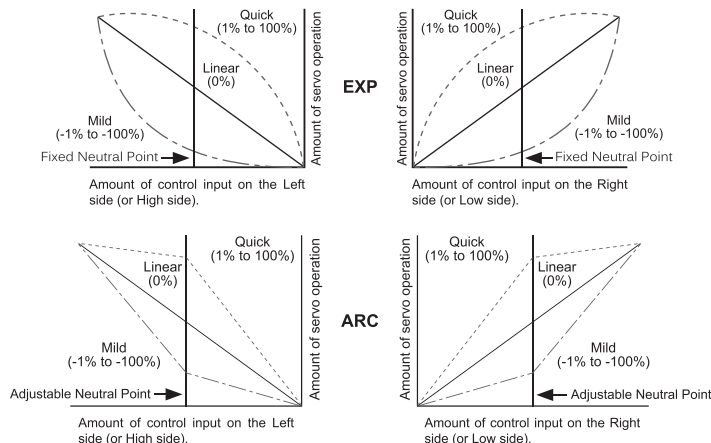 Quick
(1% to 100%)
Linear
(0%)
Mild
(-1% to -100%)
Fixed Neutral Point
Amount of servo operation
Amount of control input on the Left
side (or High side).
EXP
Amount of servo operation
Quick
(1% to 100%)
Linear
(0%)
Mild
(-1% to -100%)
Fixed Neutral Point
Amount of control input on the Right
side (or Low side).
Quick
(1% to 100%)
Linear
(0%)
Mild
(-1% to -100%)
Adjustable Neutral Point
Amount of servo operation
Amount of control input on the Left
side (or High side).
ARC
Amount of servo operation
Quick
(1% to 100%)
Linear
(0%)
Mild
(-1% to -100%)
Adjustable Neutral Point
Amount of control input on the Right
side (or Low side).